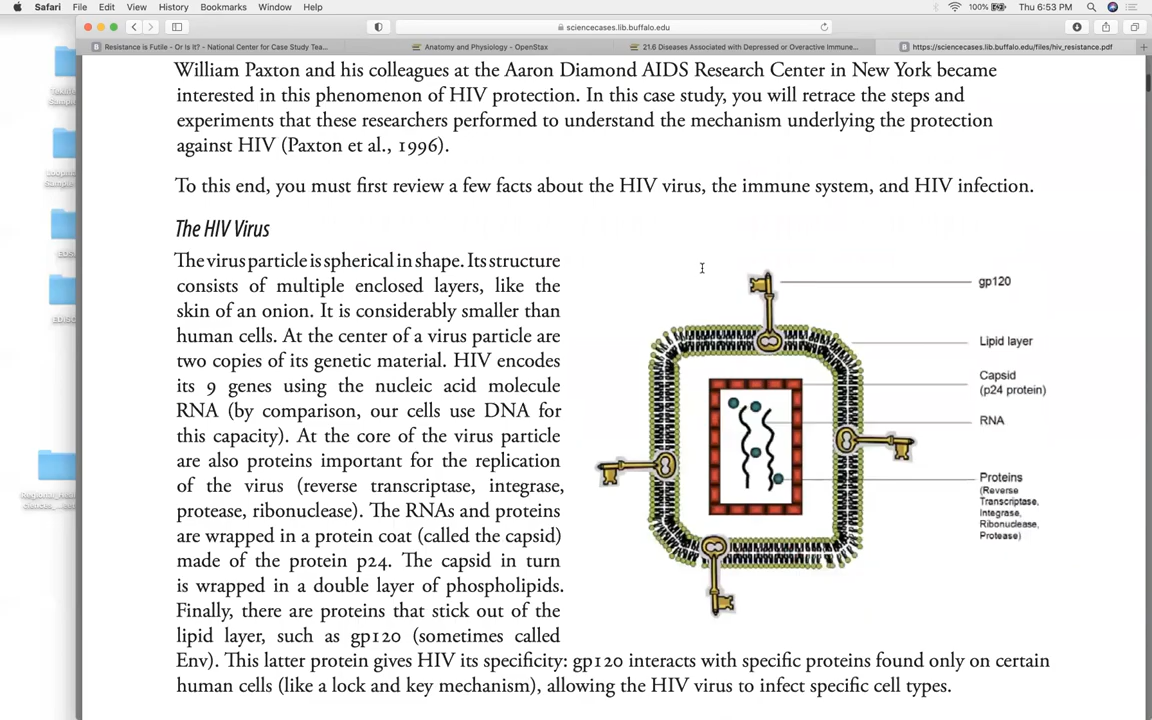 Safari File Edit View History Bookmarks Window Help 100% Thu 6:53 PM
sciencecases.lib.buffalo.edu
Resistance is Futile - Or Is It? - National Center for Case Study Tea... Anatomy and Physiology - OpenStax 21.6 Diseases Associated with Depressed or Overactive Immune... https://sciencecases.lib.buffalo.edu/files/hiv_resistance.pdf
William Paxton and his colleagues at the Aaron Diamond AIDS Research Center in New York became
interested in this phenomenon of HIV protection. In this case study, you will retrace the steps and
experiments that these researchers performed to understand the mechanism underlying the protection
against HIV (Paxton et al., 1996).
To this end, you must first review a few facts about the HIV virus, the immune system, and HIV infection.
The HIV Virus
The virus particle is spherical in shape. Its structure
consists of multiple enclosed layers, like the
skin of an onion. It is considerably smaller than
human cells. At the center of a virus particle are
two copies of its genetic material. HIV encodes
its 9 genes using the nucleic acid molecule
RNA (by comparison, our cells use DNA for
this capacity). At the core of the virus particle
are also proteins important for the replication
of the virus (reverse transcriptase, integrase,
protease, ribonuclease). The RNAs and proteins
are wrapped in a protein coat (called the capsid)
made of the protein p24. The capsid in turn
is wrapped in a double layer of phospholipids.
Finally, there are proteins that stick out of the
lipid layer, such as gp120 (sometimes called
Env). This latter protein gives HIV its specificity: gp120 interacts with specific proteins found only on certain
human cells (like a lock and key mechanism), allowing the HIV virus to infect specific cell types.
gp120
Lipid layer
Capsid
(p24 protein)
RNA
Proteins
(Reverse
Transcriptase,
Integrase,
Ribonuclease,
Protease)